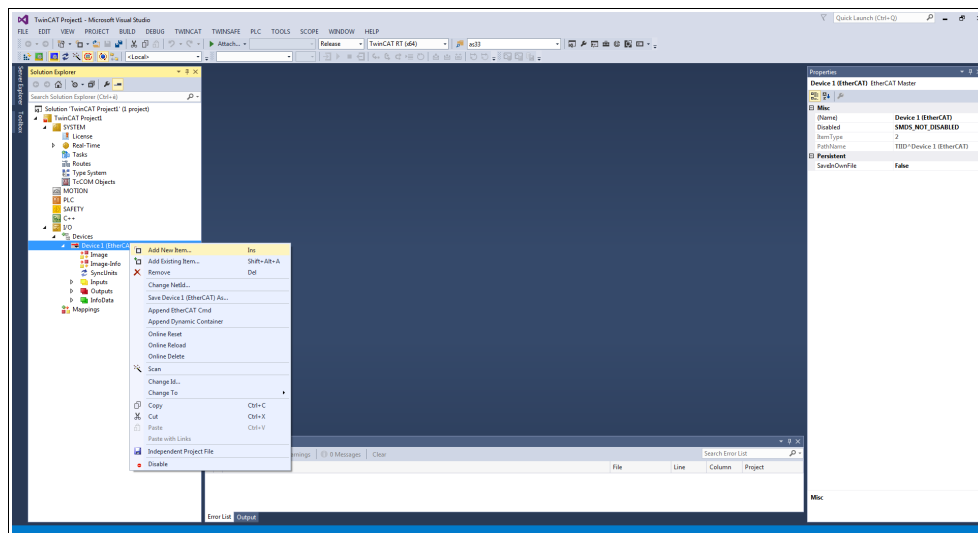 TwinCAT Project1 - Microsoft Visual Studio
Quick Launch (Ctrl+Q)
FILE EDIT VIEW PROJECT BUILD DEBUG TWINCAT TWINSAFE PLC TOOLS SCOPE WINDOW HELP
Attach... Release TwinCAT RT (x64) as33
<Local>
Server Explorer
Toolbox
Solution Explorer
Search Solution Explorer (Ctrl+è)
Solution 'TwinCAT Project1' (1 project)
TwinCAT Project1
SYSTEM
License
Real-Time
Tasks
Routes
Type System
TcCOM Objects
MOTION
PLC
SAFETY
C++
I/O
Devices
Device 1 (EtherCA
Image
Image-Info
SyncUnits
Inputs
Outputs
InfoData
Mappings
Add New Item... Ins
Add Existing Item... Shift+Alt+A
Remove Del
Change NetId...
Save Device 1 (EtherCAT) As...
Append EtherCAT Cmd
Append Dynamic Container
Online Reset
Online Reload
Online Delete
Scan
Change Id...
Change To
Copy Ctrl+C
Cut Ctrl+X
Paste Ctrl+V
Paste with Links
Independent Project File
Disable
arnings 0 Messages Clear
Search Error List
File Line Column Project
Error List Output
Properties
Device 1 (EtherCAT) EtherCAT Master
Misc
(Name) Device 1 (EtherCAT)
Disabled SMDS_NOT_DISABLED
ItemType 2
PathName TIID^Device 1 (EtherCAT)
Persistent
SaveInOwnFile False
Misc